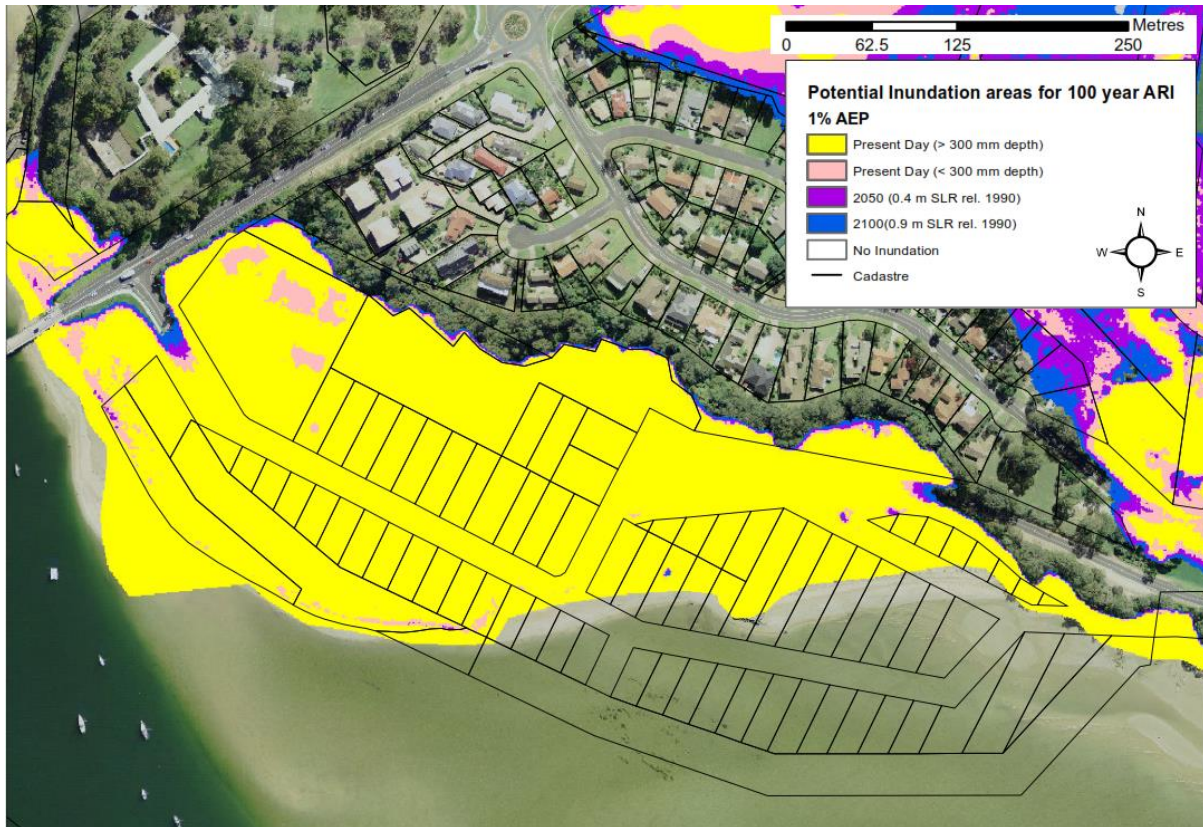 Metres
0 62.5 125 250
Potential Inundation areas for 100 year ARI
1% AEP
Present Day (> 300 mm depth)
Present Day (< 300 mm depth)
2050 (0.4 m SLR rel. 1990)
2100(0.9 m SLR rel. 1990)
No Inundation
Cadastre
N
W E
S